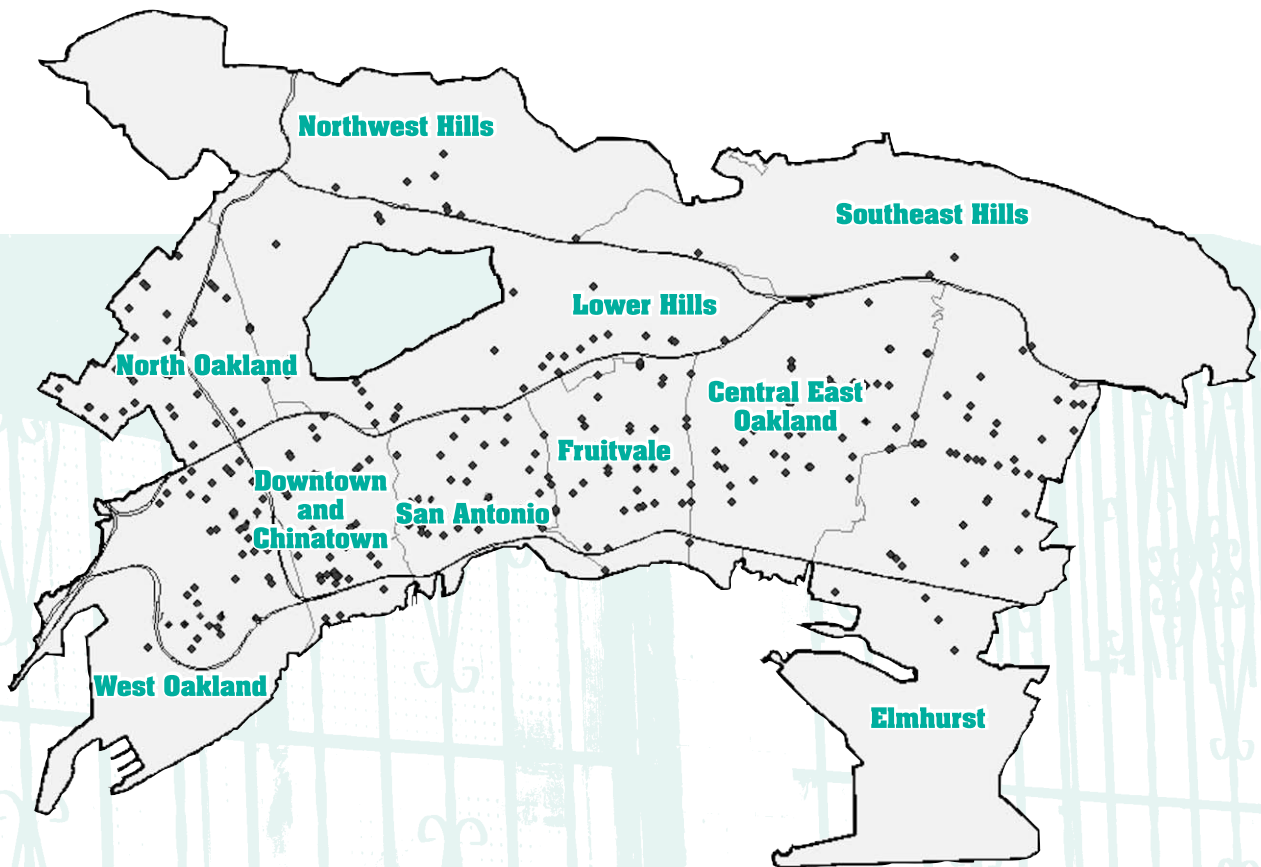 Northwest Hills
Southeast Hills
Lower Hills
North Oakland
Central East
Oakland
Fruitvale
Downtown
and
Chinatown
San Antonio
West Oakland
Elmhurst